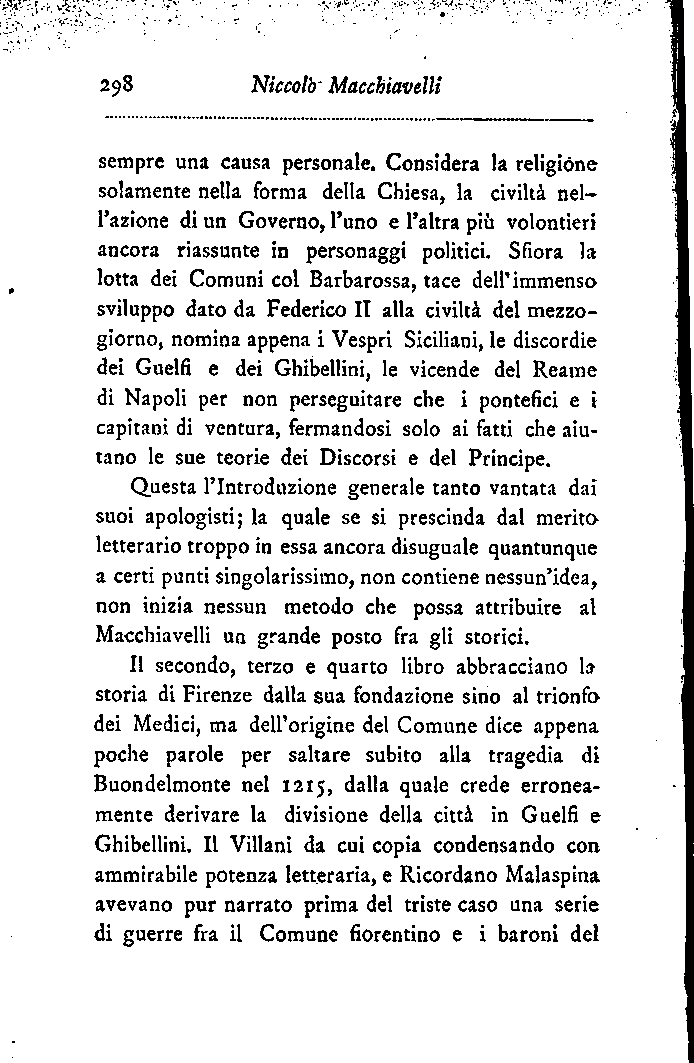 298 Niccolò Macchiavelli
sempre una causa personale. Considera la religióne
solamente nella forma della Chiesa, la civiltà nel-
l'azione di un Governo, l'uno e l'altra più volontieri
ancora riassunte in personaggi politici. Sfiora la
lotta dei Comuni col Barbarossa, tace dell'immenso
sviluppo dato da Federico II alla civiltà del mezzo-
giorno, nomina appena i Vespri Siciliani, le discordie
dei Guelfi e dei Ghibellini, le vicende del Reame
di Napoli per non perseguitare che i pontefici e i
capitani di ventura, fermandosi solo ai fatti che aiu-
tano le sue teorie dei Discorsi e del Principe.
Questa l'Introduzione generale tanto vantata dai
suoi apologisti; la quale se si prescinda dal merito
letterario troppo in essa ancora disuguale quantunque
a certi punti singolarissimo, non contiene nessun'idea,
non inizia nessun metodo che possa attribuire al
Macchiavelli un grande posto fra gli storici.
Il secondo, terzo e quarto libro abbracciano la
storia di Firenze dalla sua fondazione sino al trionfo
dei Medici, ma dell'origine del Comune dice appena
poche parole per saltare subito alla tragedia di
Buondelmonte nel 1215, dalla quale crede erronea-
mente derivare la divisione della città in Guelfi e
Ghibellini. Il Villani da cui copia condensando con
ammirabile potenza letteraria, e Ricordano Malaspina
avevano pur narrato prima del triste caso una serie
di guerre fra il Comune fiorentino e i baroni del